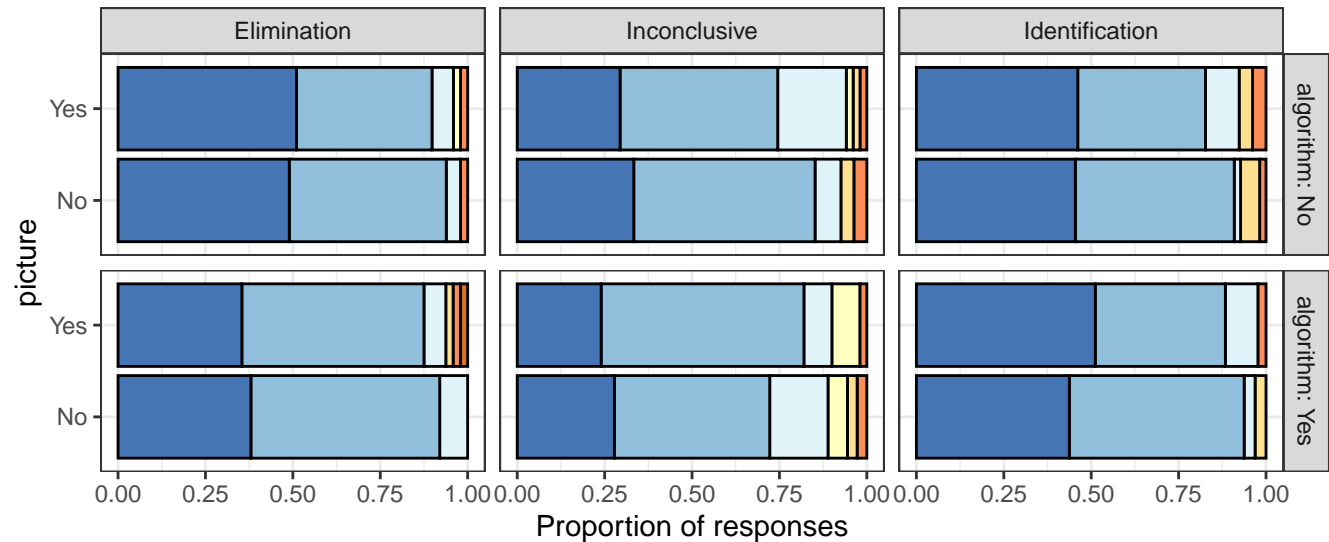 Elimination Inconclusive Identification
Yes
No
algorithm: No
Yes
No
algorithm: Yes
picture
0.00 0.25 0.50 0.75 1.00 0.00 0.25 0.50 0.75 1.00 0.00 0.25 0.50 0.75 1.00
Proportion of responses